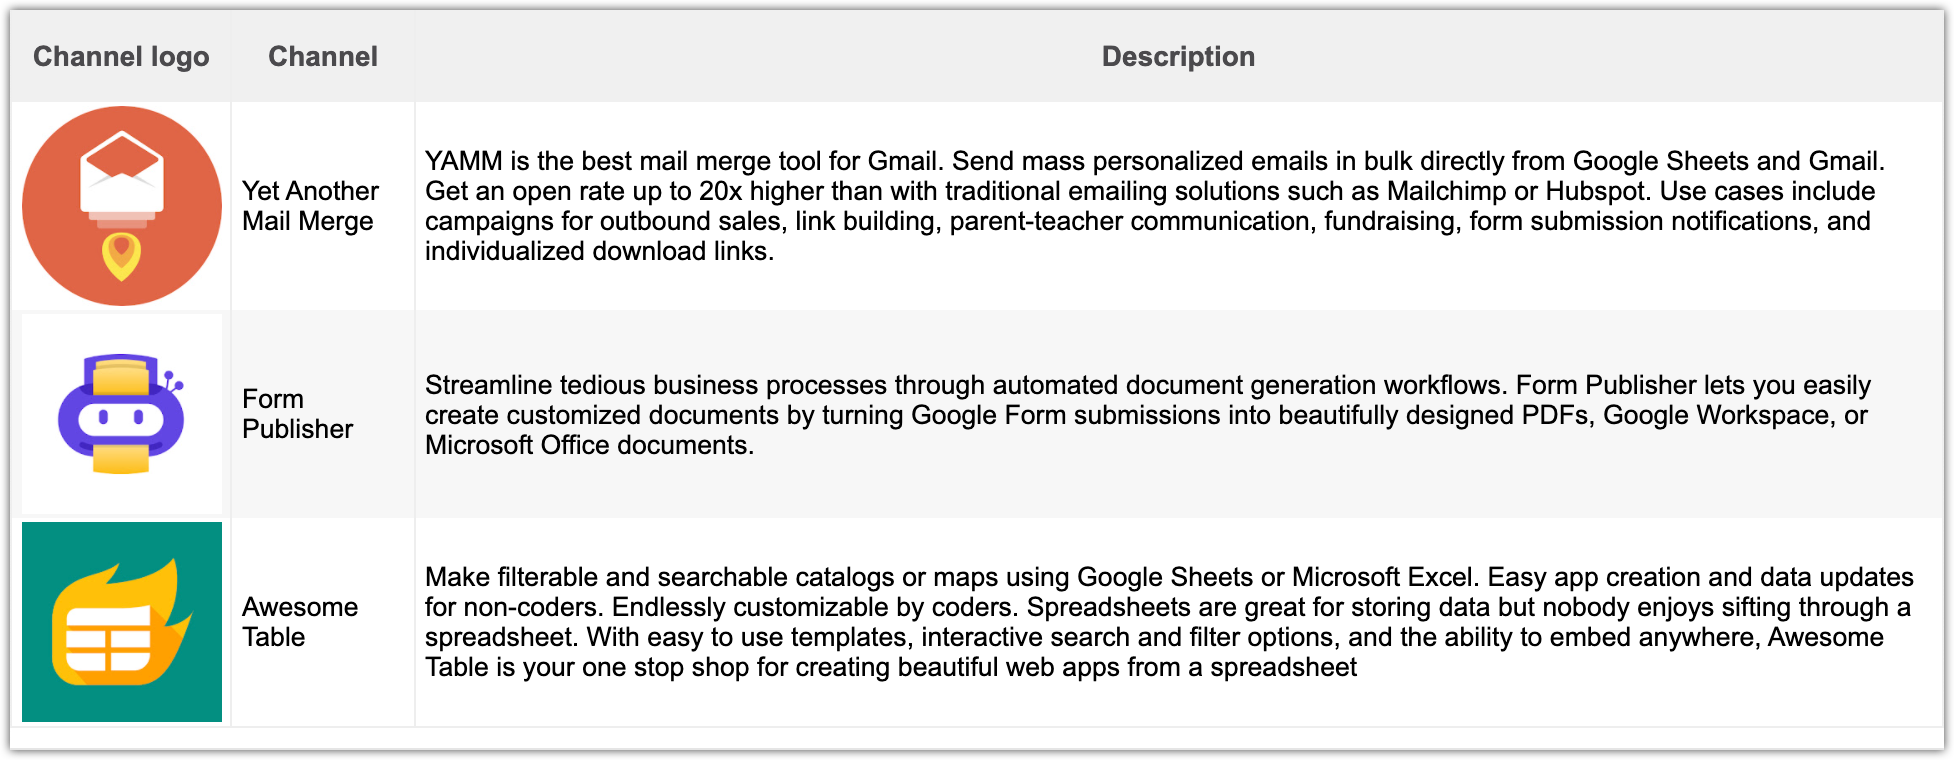 Channel logo Channel Description
Yet Another
Mail Merge
YAMM is the best mail merge tool for Gmail. Send mass personalized emails in bulk directly from Google Sheets and Gmail.
Get an open rate up to 20x higher than with traditional emailing solutions such as Mailchimp or Hubspot. Use cases include
campaigns for outbound sales, link building, parent-teacher communication, fundraising, form submission notifications, and
individualized download links.
Form
Publisher
Streamline tedious business processes through automated document generation workflows. Form Publisher lets you easily
create customized documents by turning Google Form submissions into beautifully designed PDFs, Google Workspace, or
Microsoft Office documents.
Awesome
Table
Make filterable and searchable catalogs or maps using Google Sheets or Microsoft Excel. Easy app creation and data updates
for non-coders. Endlessly customizable by coders. Spreadsheets are great for storing data but nobody enjoys sifting through a
spreadsheet. With easy to use templates, interactive search and filter options, and the ability to embed anywhere, Awesome
Table is your one stop shop for creating beautiful web apps from a spreadsheet